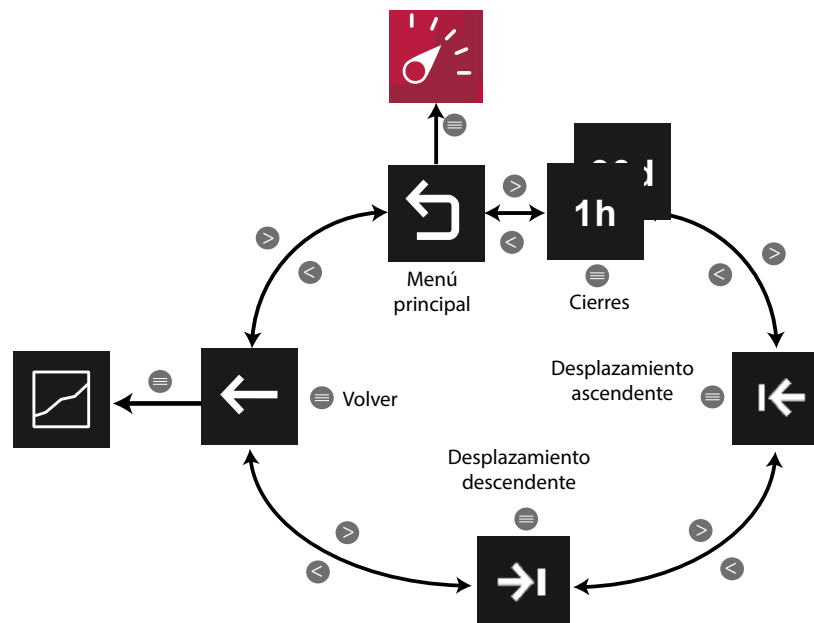 1h
Menú
principal
Cierres
Desplazamiento
ascendente
Volver
Desplazamiento
descendente